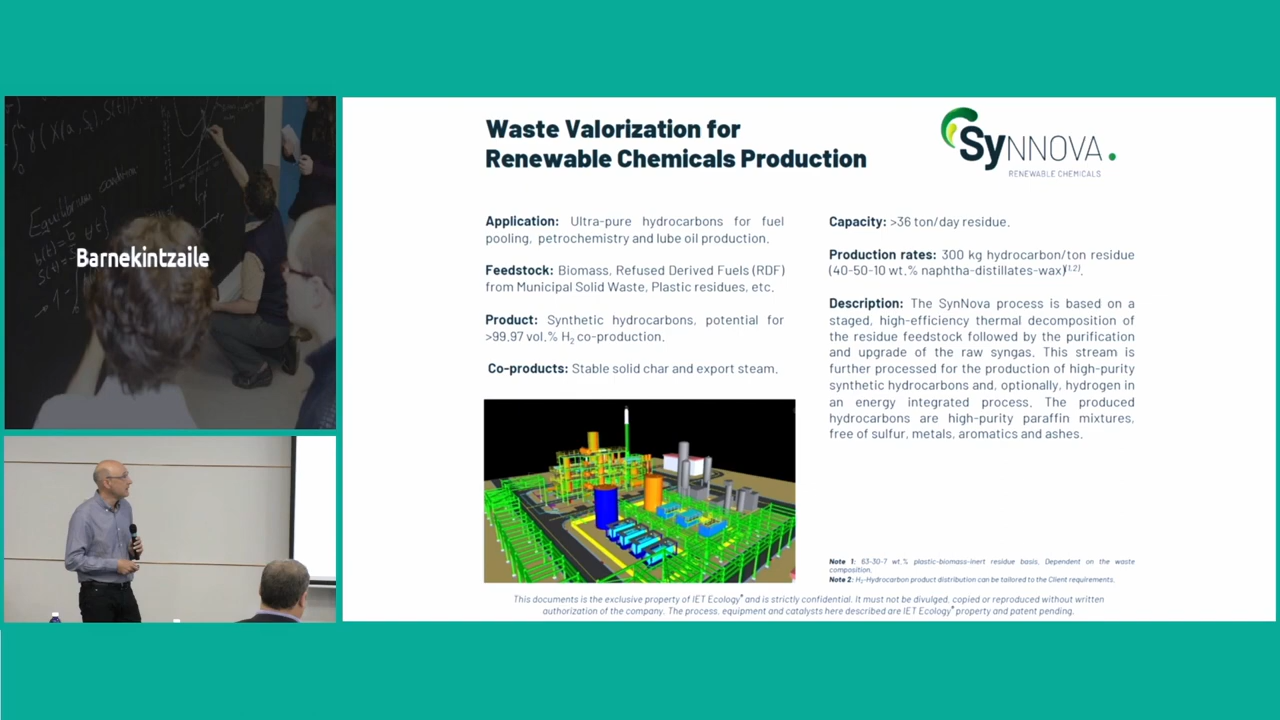 Barnekintzaile
Equilibrium condition
Waste Valorization for
Renewable Chemicals Production
SyNNOVA.
RENEWABLE CHEMICALS
Application: Ultra-pure hydrocarbons for fuel
pooling, petrochemistry and lube oil production.
Feedstock: Biomass, Refused Derived Fuels (RDF)
from Municipal Solid Waste, Plastic residues, etc.
Product: Synthetic hydrocarbons, potential for
>99.97 vol.% H₂ co-production.
Co-products: Stable solid char and export steam.
Capacity: >36 ton/day residue.
Production rates: 300 kg hydrocarbon/ton residue
(40-50-10 wt.% naphtha-distillates-wax)⁽¹,²⁾.
Description: The SynNova process is based on a
staged, high-efficiency thermal decomposition of
the residue feedstock followed by the purification
and upgrade of the raw syngas. This stream is
further processed for the production of high-purity
synthetic hydrocarbons and, optionally, hydrogen in
an energy integrated process. The produced
hydrocarbons are high-purity paraffin mixtures,
free of sulfur, metals, aromatics and ashes.
Note 1: 63-30-7 wt.% plastic-biomass-inert residue basis. Dependent on the waste
composition.
Note 2: H₂-Hydrocarbon product distribution can be tailored to the Client requirements.
This documents is the exclusive property of IET Ecology® and is strictly confidential. It must not be divulged, copied or reproduced without written
authorization of the company. The process, equipment and catalysts here described are IET Ecology® property and patent pending.